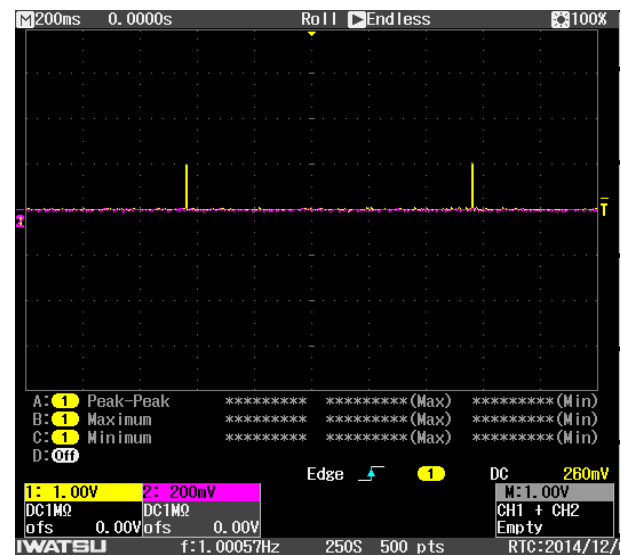 M200ms 0.0000s Roll Endless 100%
2
T
A: 1 Peak-Peak ********* *********(Max) *********(Min)
B: 1 Maximum ********* *********(Max) *********(Min)
C: 1 Minimum ********* *********(Max) *********(Min)
D: Off
Edge 1 DC 260mV
1: 1.00V 2: 200mV M:1.00V
DC1MΩ DC1MΩ CH1 + CH2
ofs 0.00V ofs 0.00V Empty
IWATSU f:1.00057Hz 250S 500 pts RTC:2014/12/